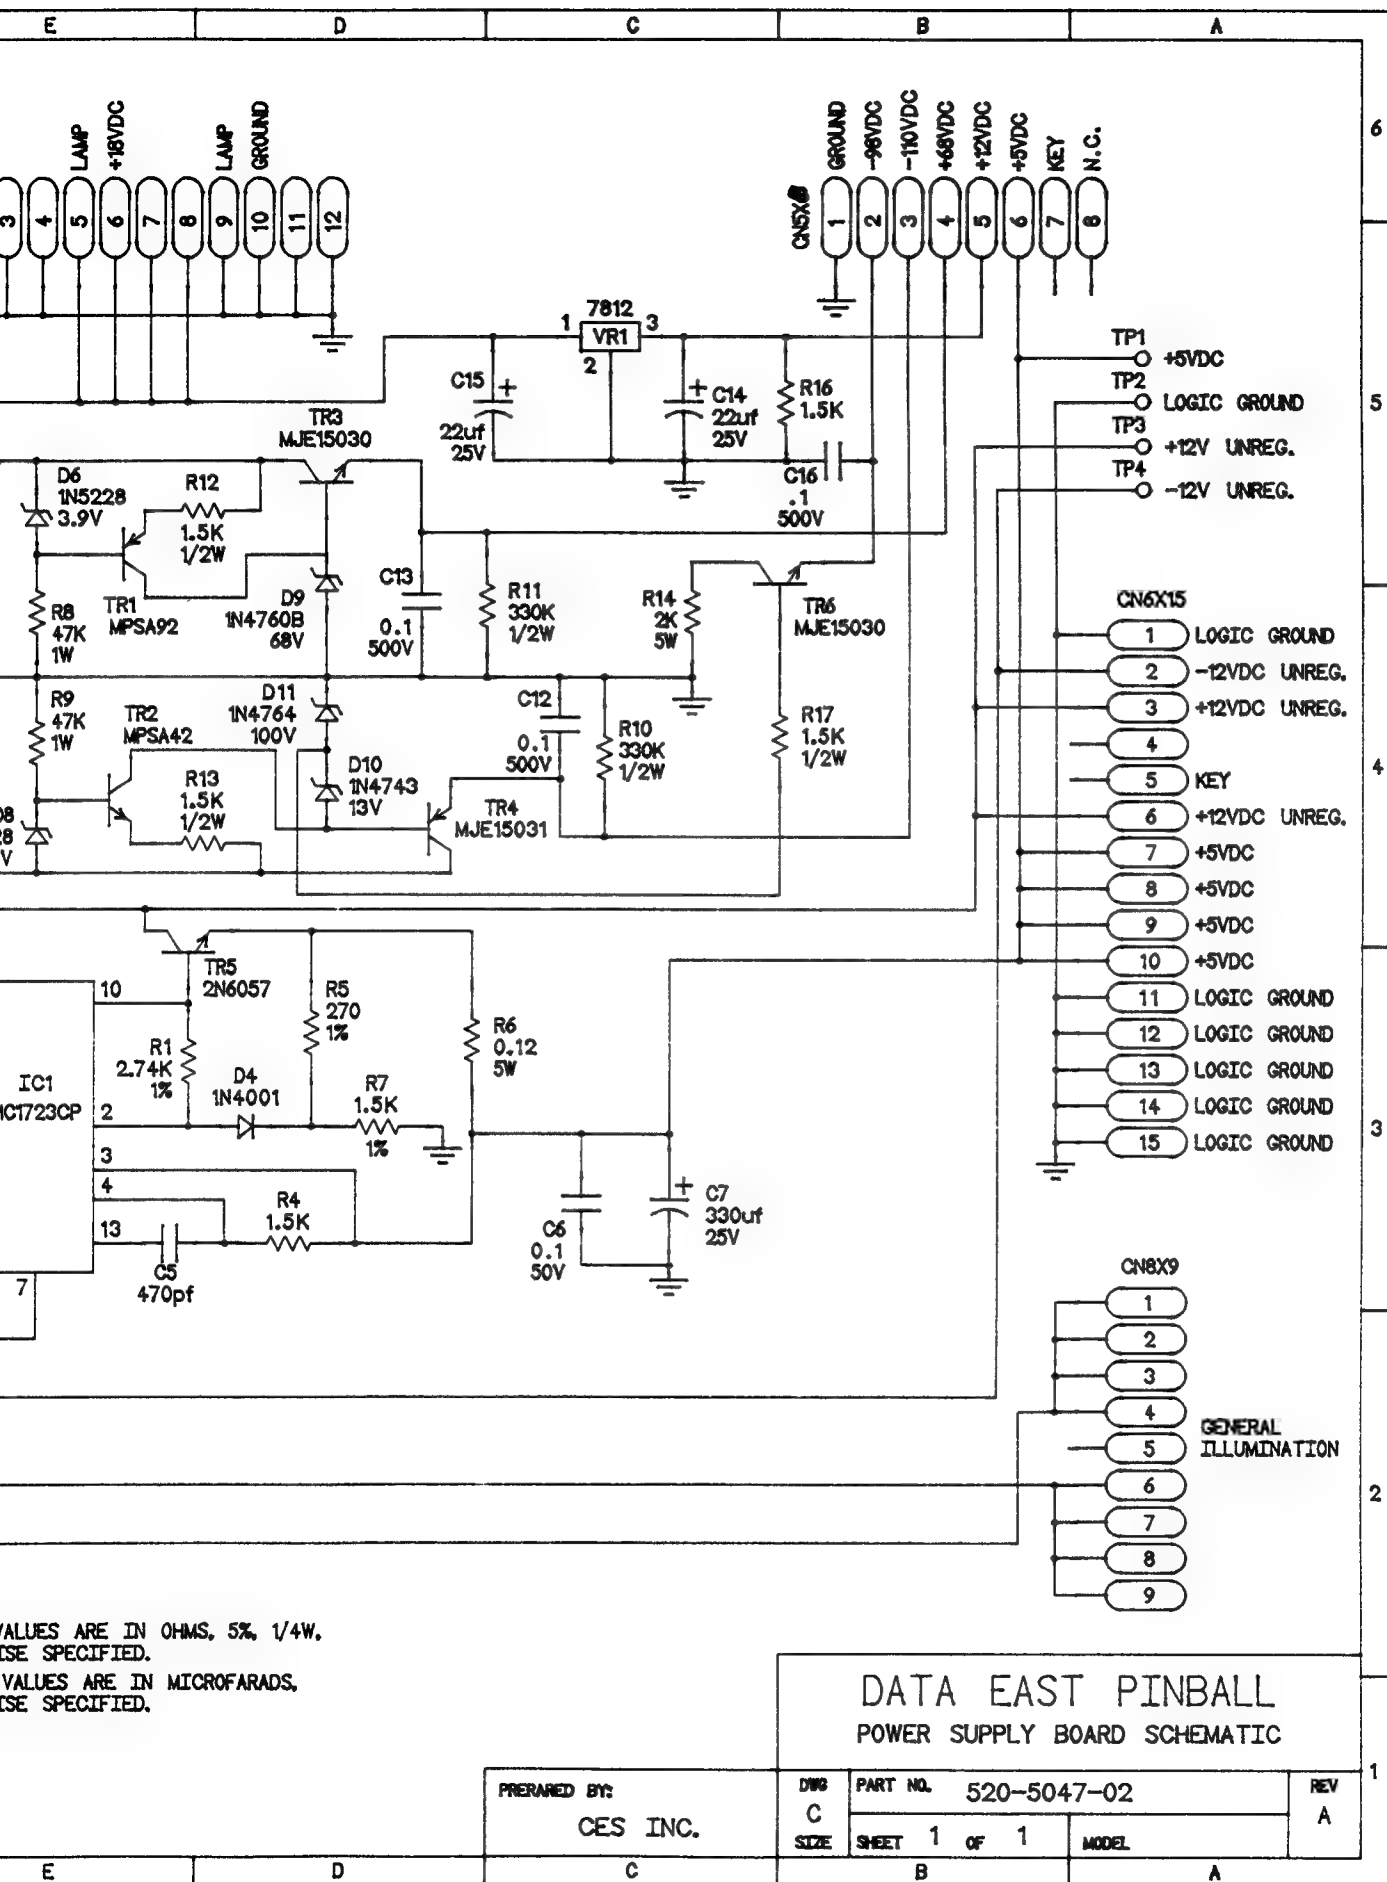 E D C B A
LAMP
+18VDC
LAMP
GROUND
3 4 5 6 7 8 9 10 11 12
CN5X
GROUND
-98VDC
-110VDC
+68VDC
+12VDC
+5VDC
KEY
N.C.
1 2 3 4 5 6 7 8
6
7812
1 VR1 3
2
C15 +
22uf
25V
+ C14
22uf
25V
R16
1.5K
C16
.1
500V
TP1
+5VDC
TP2
LOGIC GROUND
TP3
+12V UNREG.
TP4
-12V UNREG.
5
TR3
MJE15030
D6
1N5228
3.9V
R12
1.5K
1/2W
TR1
MPSA92
R8
47K
1W
D9
1N4760B
68V
C13
0.1
500V
R11
330K
1/2W
R14
2K
5W
TR6
MJE15030
R9
47K
1W
TR2
MPSA42
D11
1N4764
100V
R13
1.5K
1/2W
D10
1N4743
13V
C12
0.1
500V
R10
330K
1/2W
TR4
MJE15031
R17
1.5K
1/2W
D8
28
V
CN6X15
1 LOGIC GROUND
2 -12VDC UNREG.
3 +12VDC UNREG.
4
5 KEY
6 +12VDC UNREG.
7 +5VDC
8 +5VDC
9 +5VDC
10 +5VDC
11 LOGIC GROUND
12 LOGIC GROUND
13 LOGIC GROUND
14 LOGIC GROUND
15 LOGIC GROUND
4
TR5
2N6057
10
R1
2.74K
1%
IC1
MC1723CP
2
D4
1N4001
R5
270
1%
R7
1.5K
1%
R6
0.12
5W
3
4
13
R4
1.5K
C5
470pf
7
C6
0.1
50V
+ C7
330uf
25V
3
CN8X9
1
2
3
4
5
6
7
8
9
GENERAL
ILLUMINATION
2
VALUES ARE IN OHMS, 5%, 1/4W,
ISE SPECIFIED.
VALUES ARE IN MICROFARADS,
ISE SPECIFIED.
DATA EAST PINBALL
POWER SUPPLY BOARD SCHEMATIC
PRERARED BY:
CES INC.
DWG
C
SIZE
PART NO. 520-5047-02
SHEET 1 OF 1
MODEL
REV
A
1
E D C B A